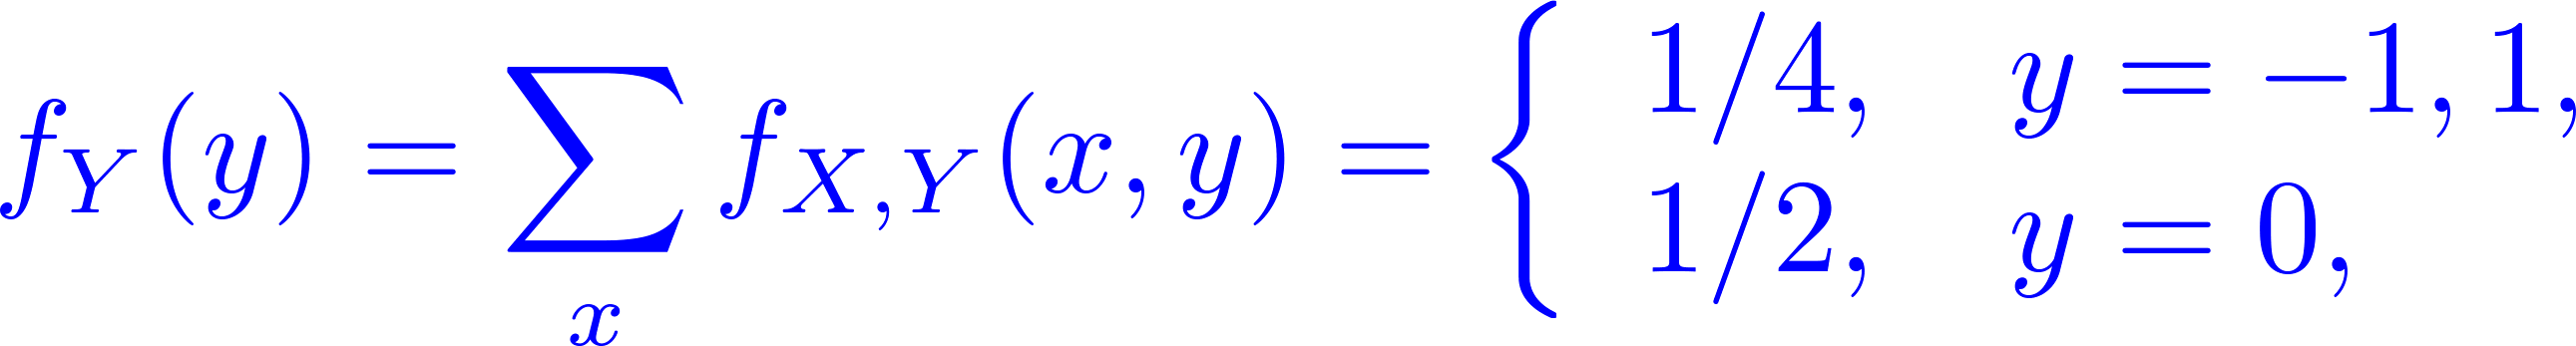 $f_Y(y) = \sum_x f_{X,Y}(x, y) = \begin{cases} 1/4, & y = -1, 1, \\ 1/2, & y = 0, \end{cases}$